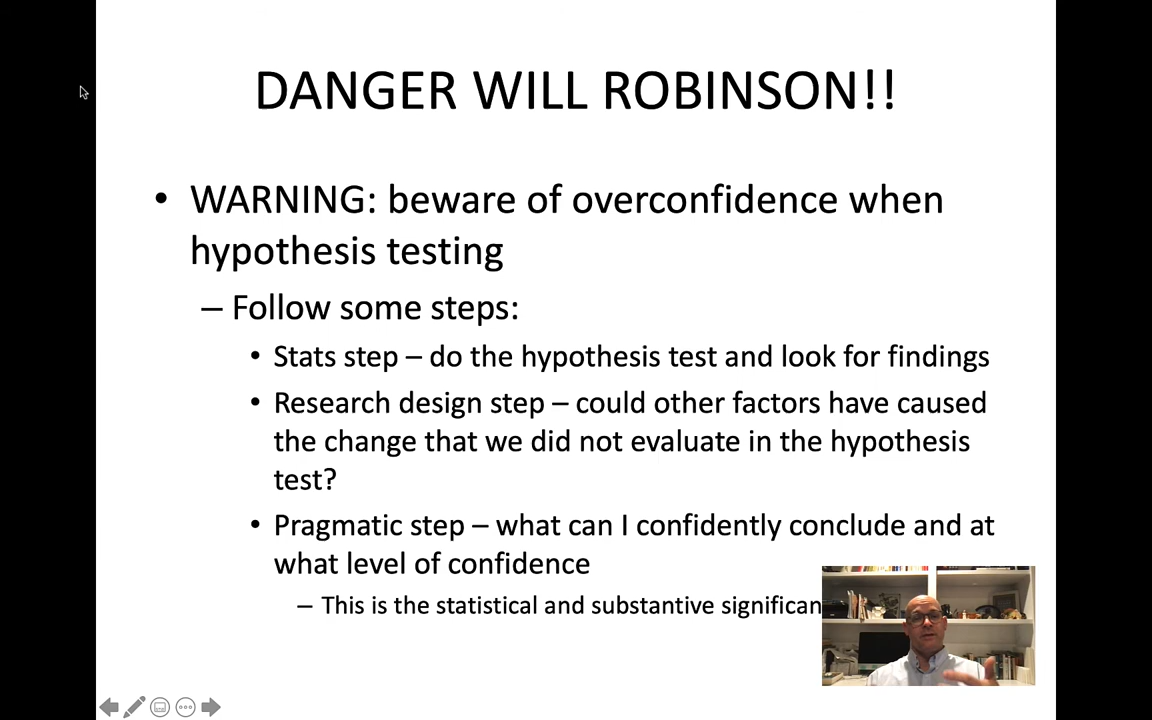 DANGER WILL ROBINSON!!
• WARNING: beware of overconfidence when
hypothesis testing
– Follow some steps:
• Stats step – do the hypothesis test and look for findings
• Research design step – could other factors have caused
the change that we did not evaluate in the hypothesis
test?
• Pragmatic step – what can I confidently conclude and at
what level of confidence
– This is the statistical and substantive